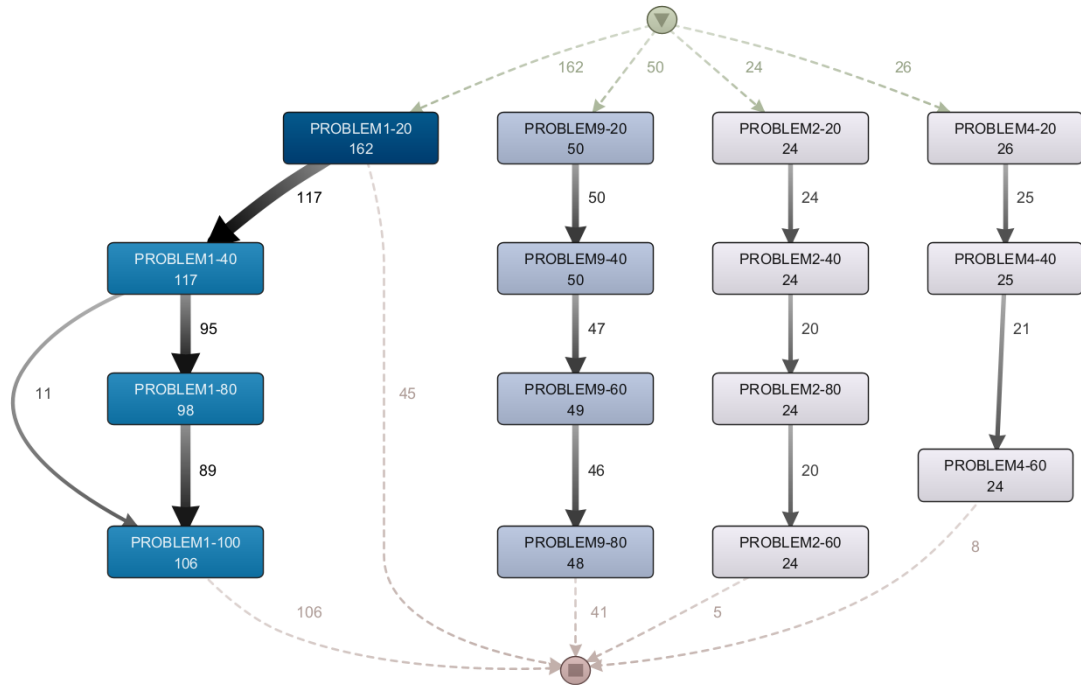 162
50
24
26
PROBLEM1-20
162
PROBLEM9-20
50
PROBLEM2-20
24
PROBLEM4-20
26
117
50
24
25
PROBLEM1-40
117
PROBLEM9-40
50
PROBLEM2-40
24
PROBLEM4-40
25
95
47
20
21
11
45
PROBLEM1-80
98
PROBLEM9-60
49
PROBLEM2-80
24
PROBLEM4-60
24
89
46
20
PROBLEM1-100
106
PROBLEM9-80
48
PROBLEM2-60
24
8
106
41
5